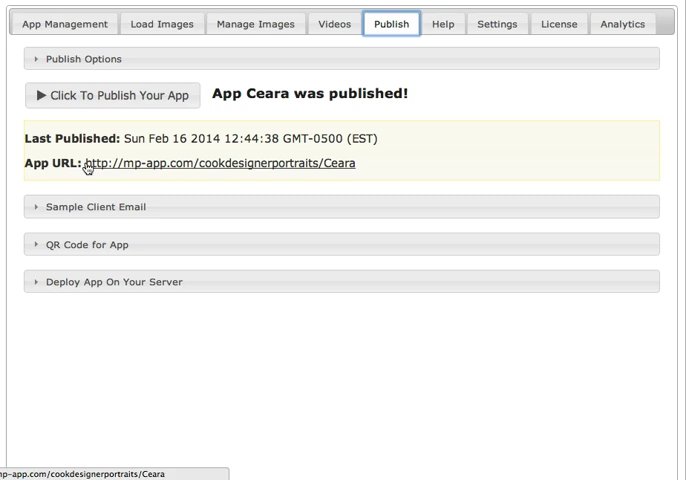 App Management Load Images Manage Images Videos Publish Help Settings License Analytics
Publish Options
Click To Publish Your App App Ceara was published!
Last Published: Sun Feb 16 2014 12:44:38 GMT-0500 (EST)
App URL: http://mp-app.com/cookdesignerportraits/Ceara
Sample Client Email
QR Code for App
Deploy App On Your Server
mp-app.com/cookdesignerportraits/Ceara